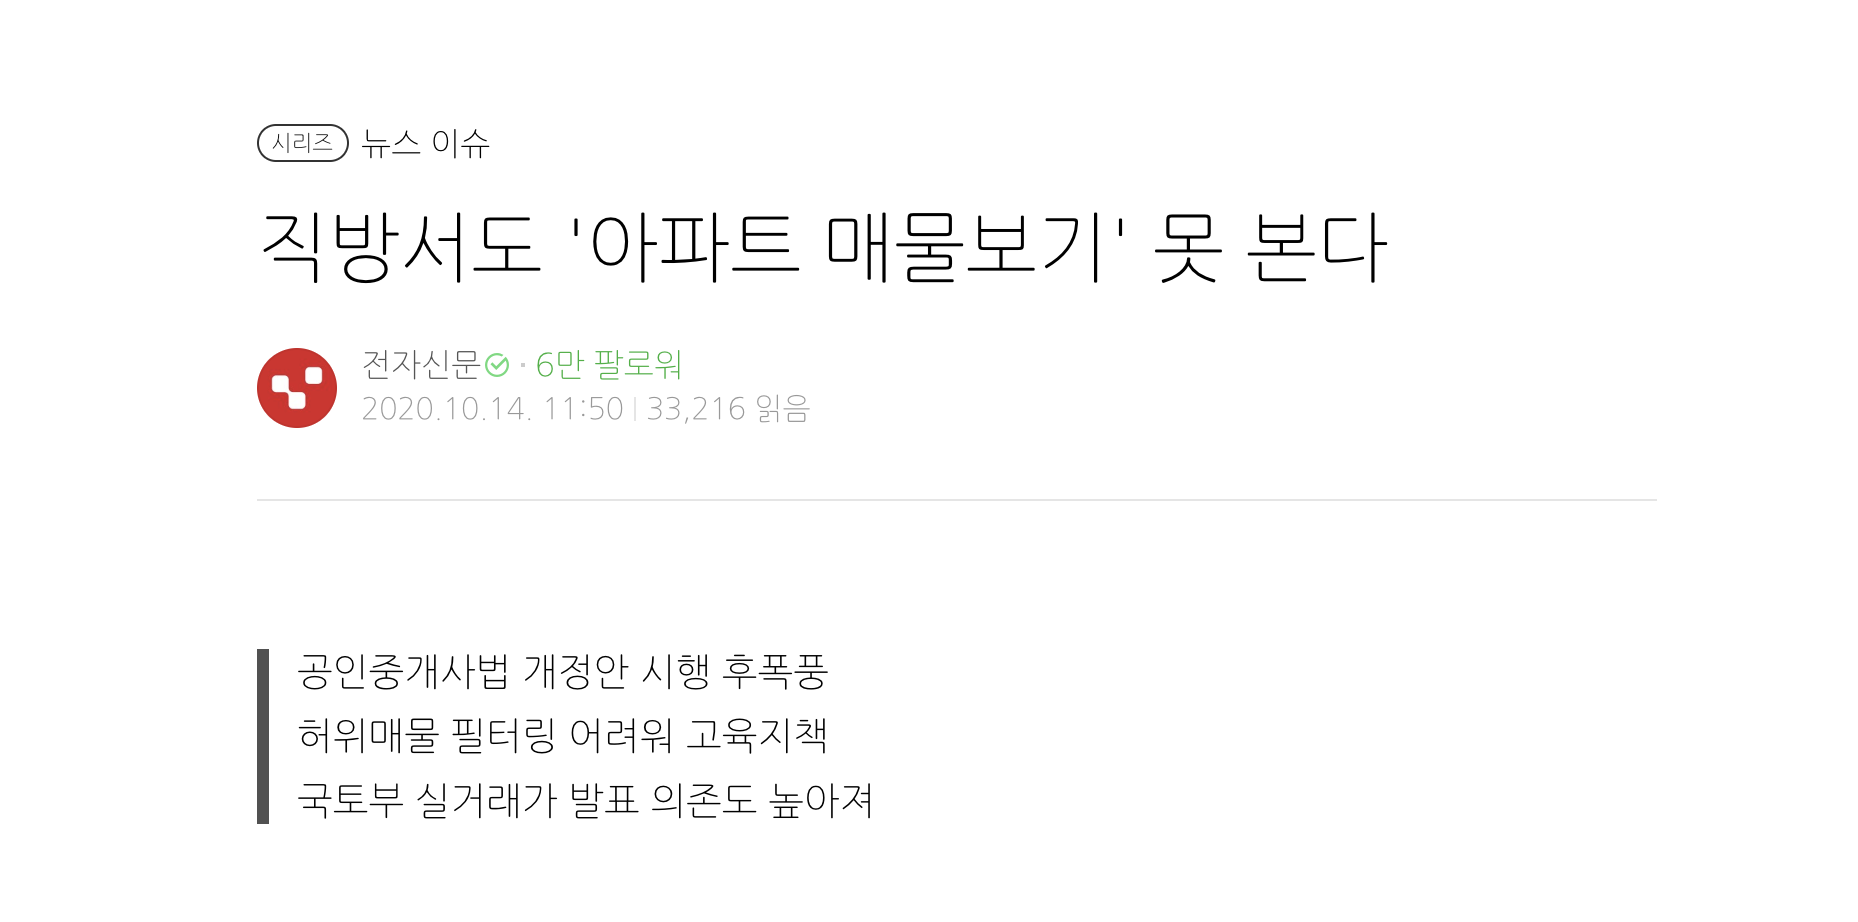 시리즈 뉴스 이슈
직방서도 '아파트 매물보기' 못 본다
전자신문 · 6만 팔로워
2020.10.14. 11:50 | 33,216 읽음
공인중개사법 개정안 시행 후폭풍
허위매물 필터링 어려워 고육지책
국토부 실거래가 발표 의존도 높아져